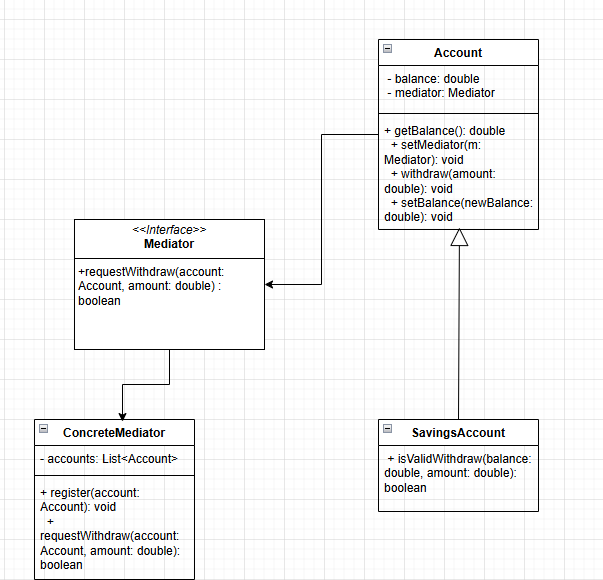 Account
- balance: double
- mediator: Mediator
+ getBalance(): double
+ setMediator(m:
Mediator): void
+ withdraw(amount:
double): void
+ setBalance(newBalance:
double): void
<<Interface>>
Mediator
+requestWithdraw(account:
Account, amount: double) :
boolean
ConcreteMediator
- accounts: List<Account>
+ register(account:
Account): void
+
requestWithdraw(account:
Account, amount: double):
boolean
SavingsAccount
+ isValidWithdraw(balance:
double, amount: double):
boolean